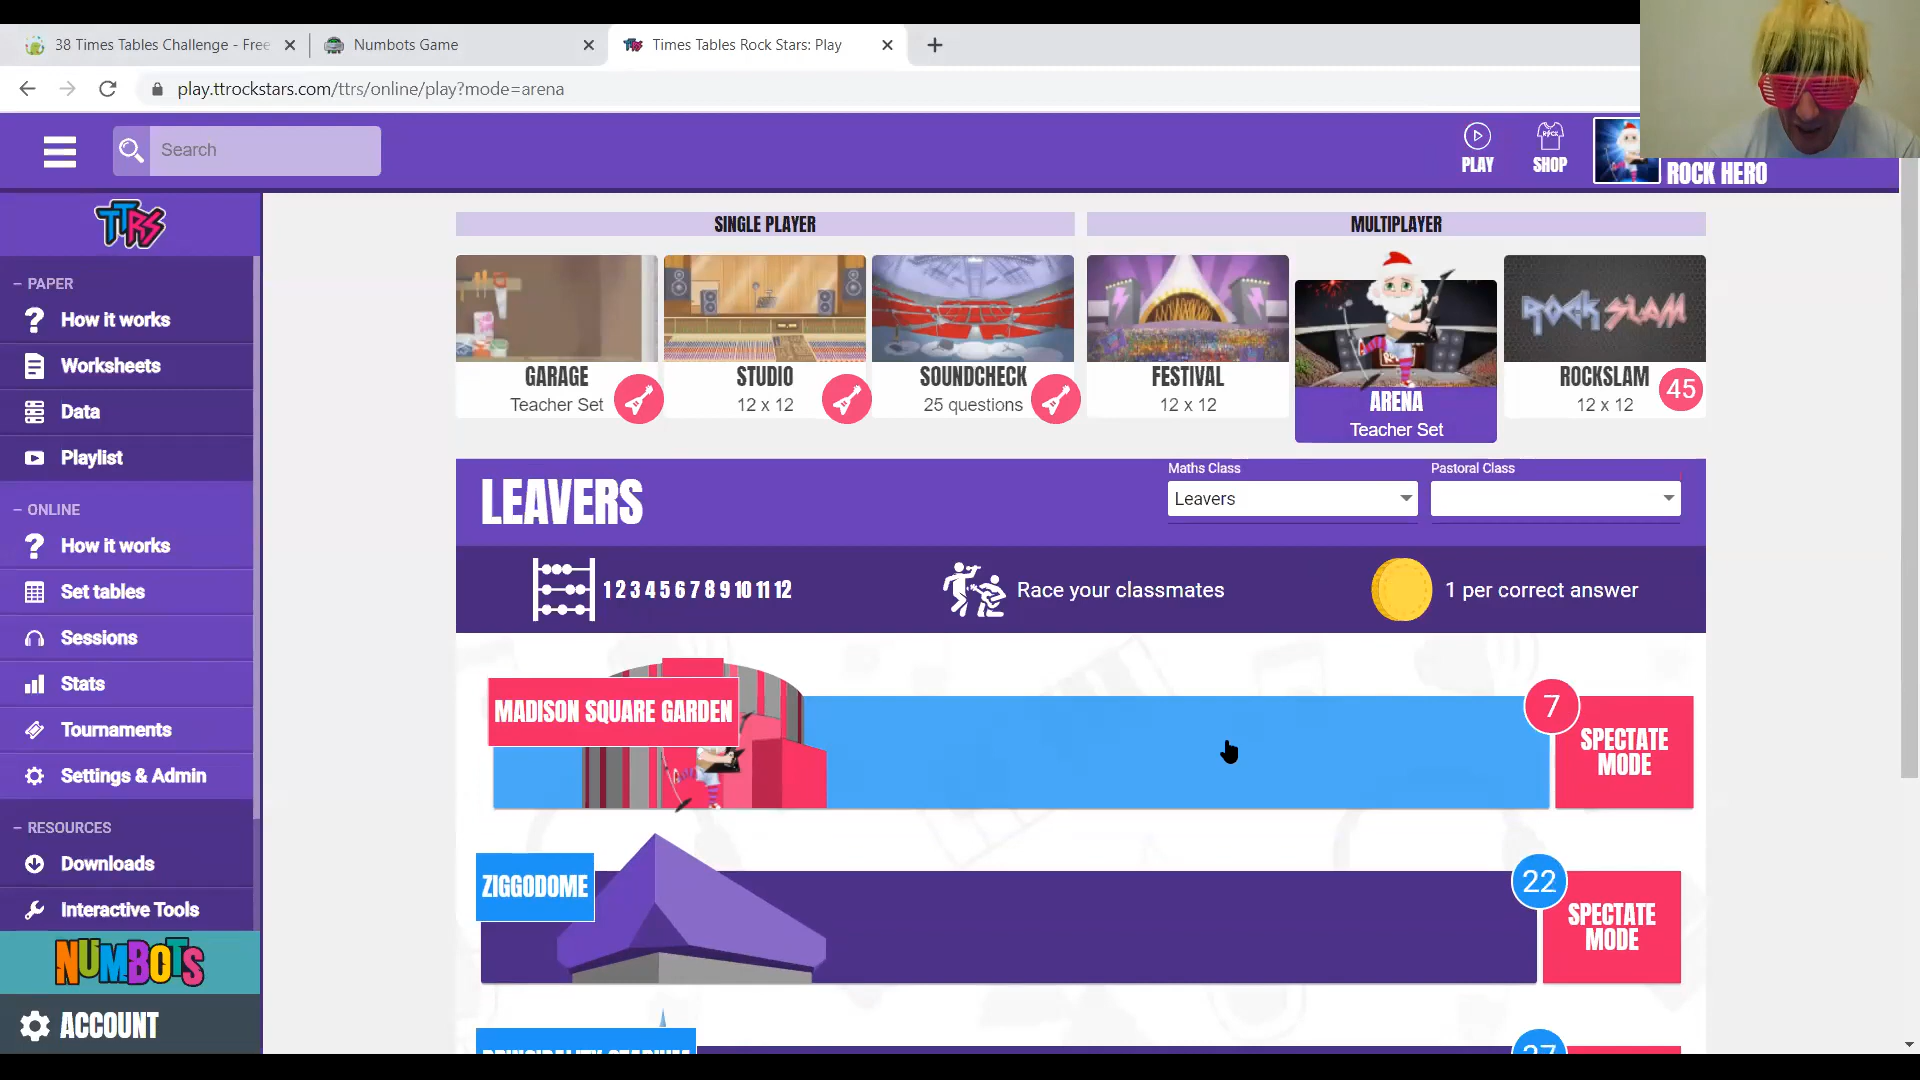 38 Times Tables Challenge - Free
Numbots Game
Times Tables Rock Stars: Play
play.ttrockstars.com/ttrs/online/play?mode=arena
Search
PLAY
SHOP
ROCK HERO
TTRS
PAPER
How it works
Worksheets
Data
Playlist
ONLINE
How it works
Set tables
Sessions
Stats
Tournaments
Settings & Admin
RESOURCES
Downloads
Interactive Tools
NUMBOTS
ACCOUNT
SINGLE PLAYER
MULTIPLAYER
GARAGE
Teacher Set
STUDIO
12 x 12
SOUNDCHECK
25 questions
FESTIVAL
12 x 12
ARENA
Teacher Set
ROCK SLAM
ROCKSLAM
12 x 12
45
LEAVERS
Maths Class
Leavers
Pastoral Class
1 2 3 4 5 6 7 8 9 10 11 12
Race your classmates
1 per correct answer
MADISON SQUARE GARDEN
7
SPECTATE
MODE
ZIGGODOME
22
SPECTATE
MODE
PRINCIPALITY STADIUM